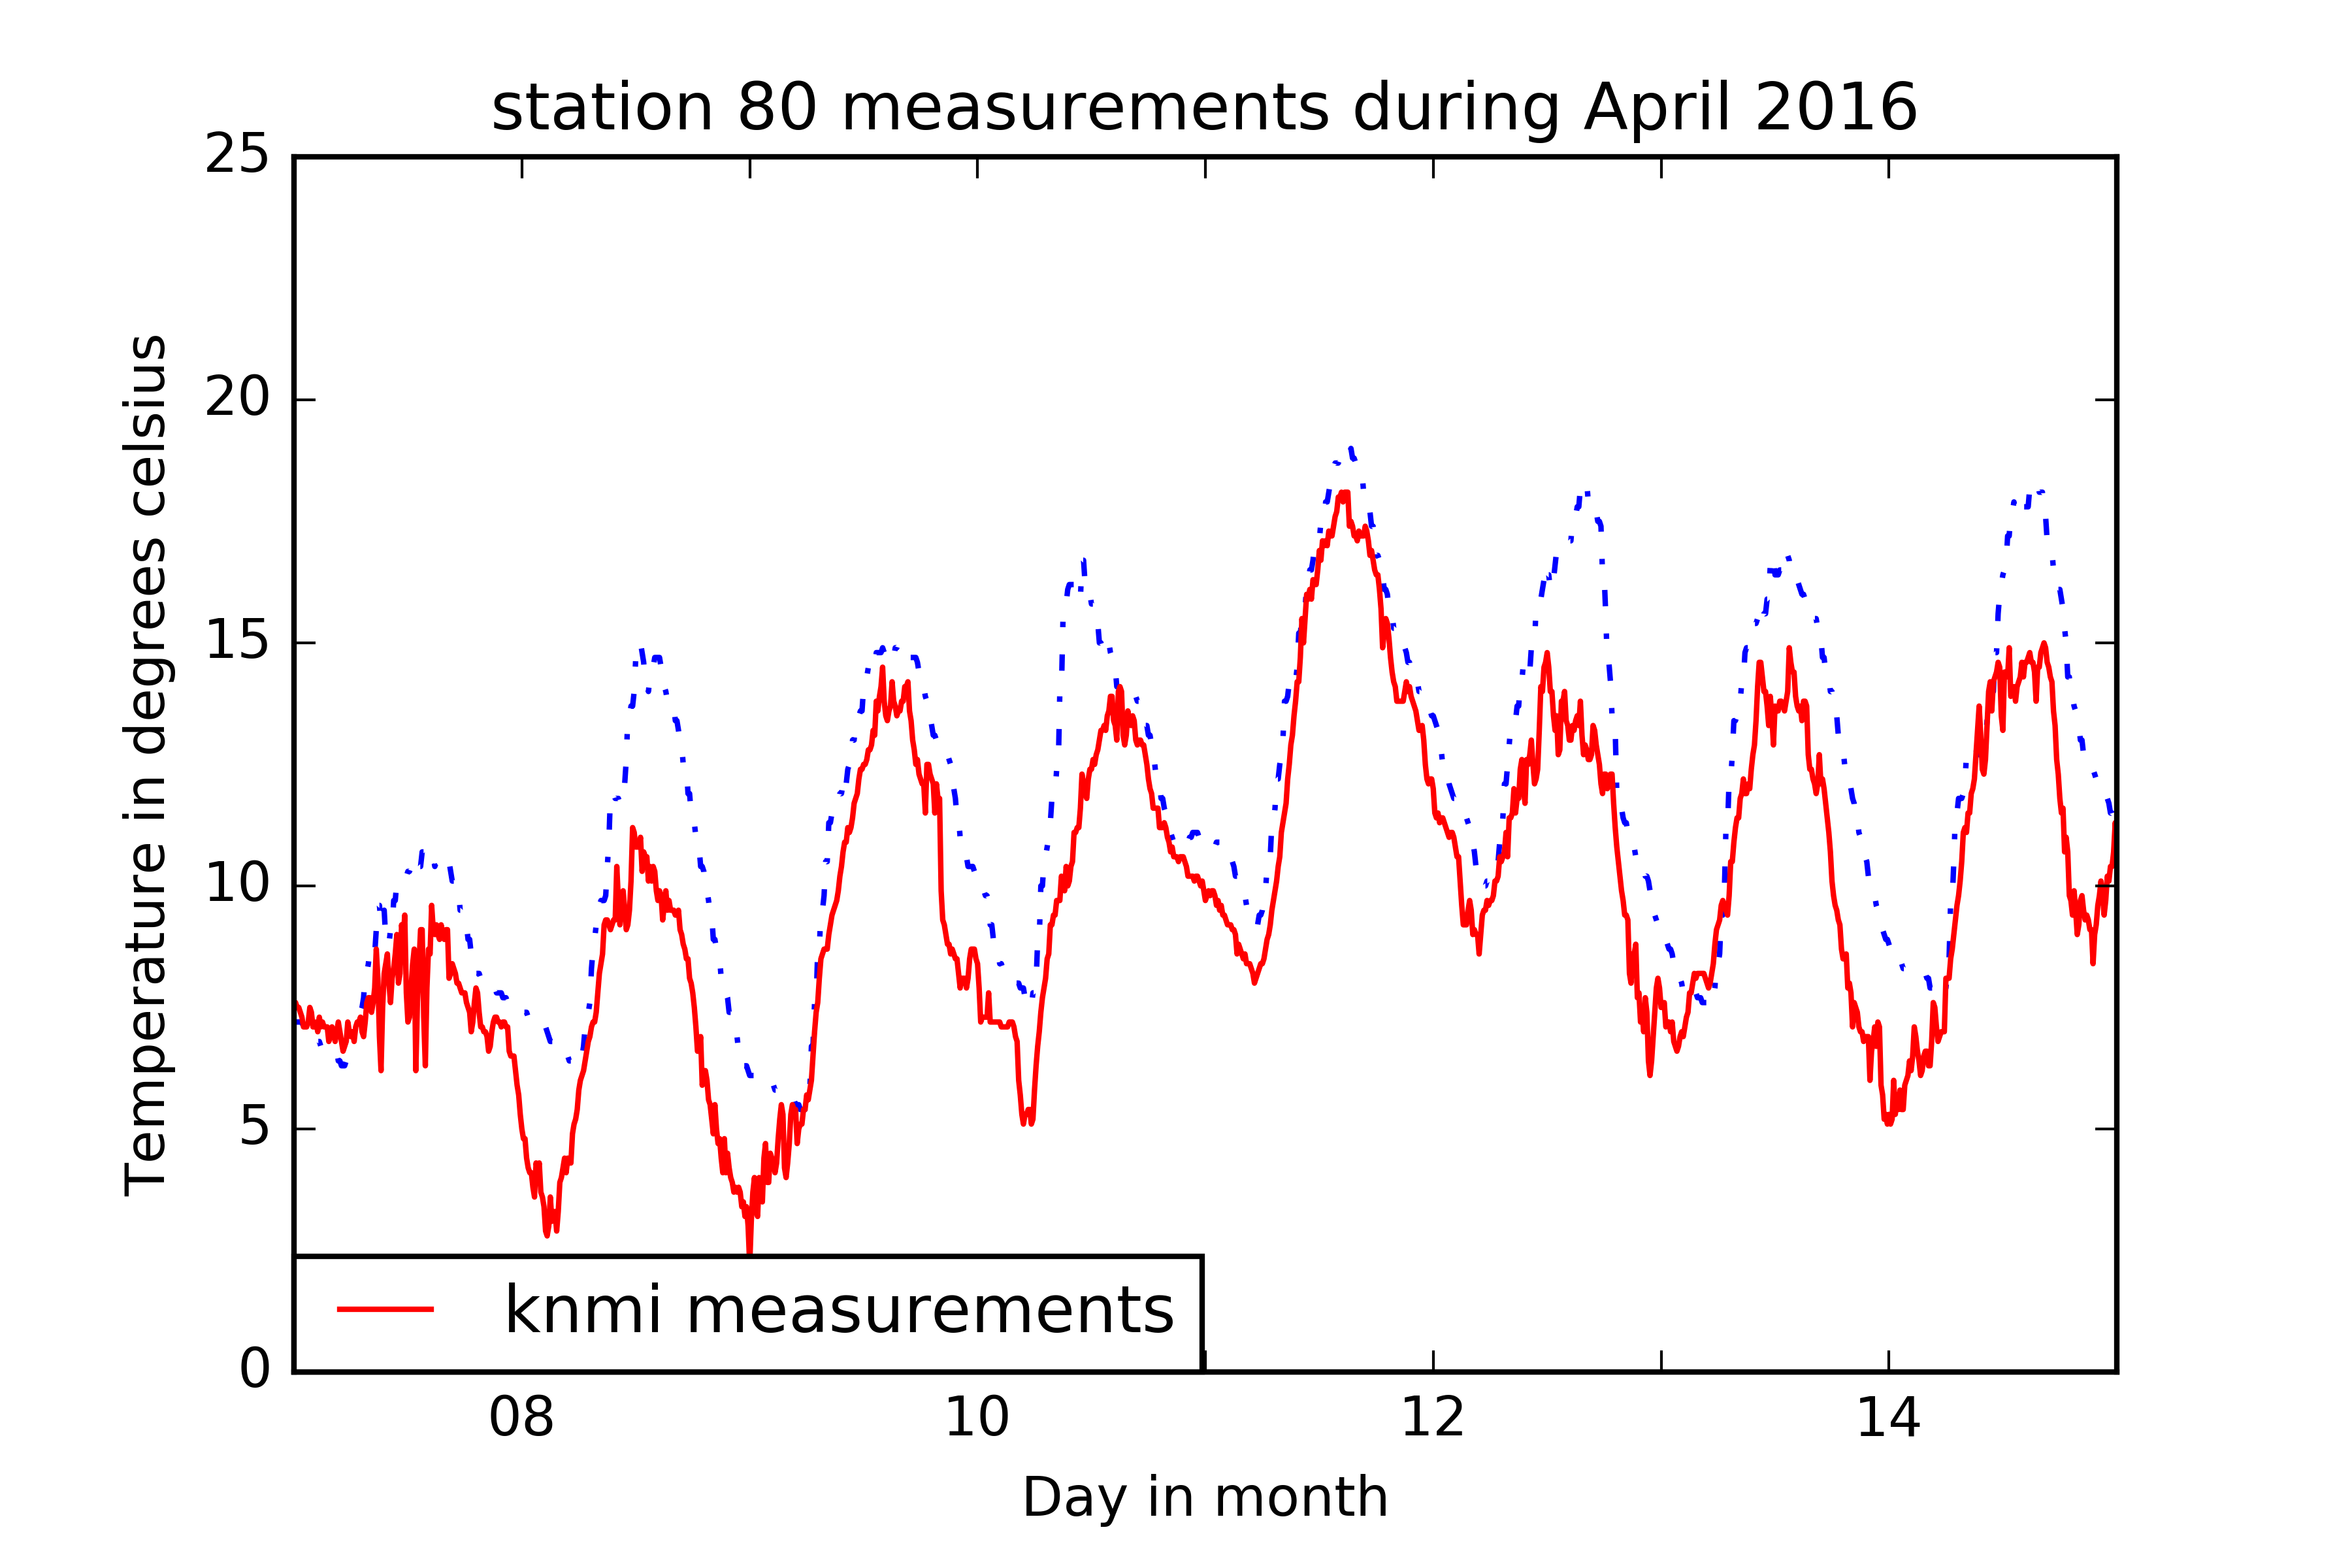 station 80 measurements during April 2016
25
20
15
10
5
0
Temperature in degrees celsius
knmi measurements
08 10 12 14
Day in month